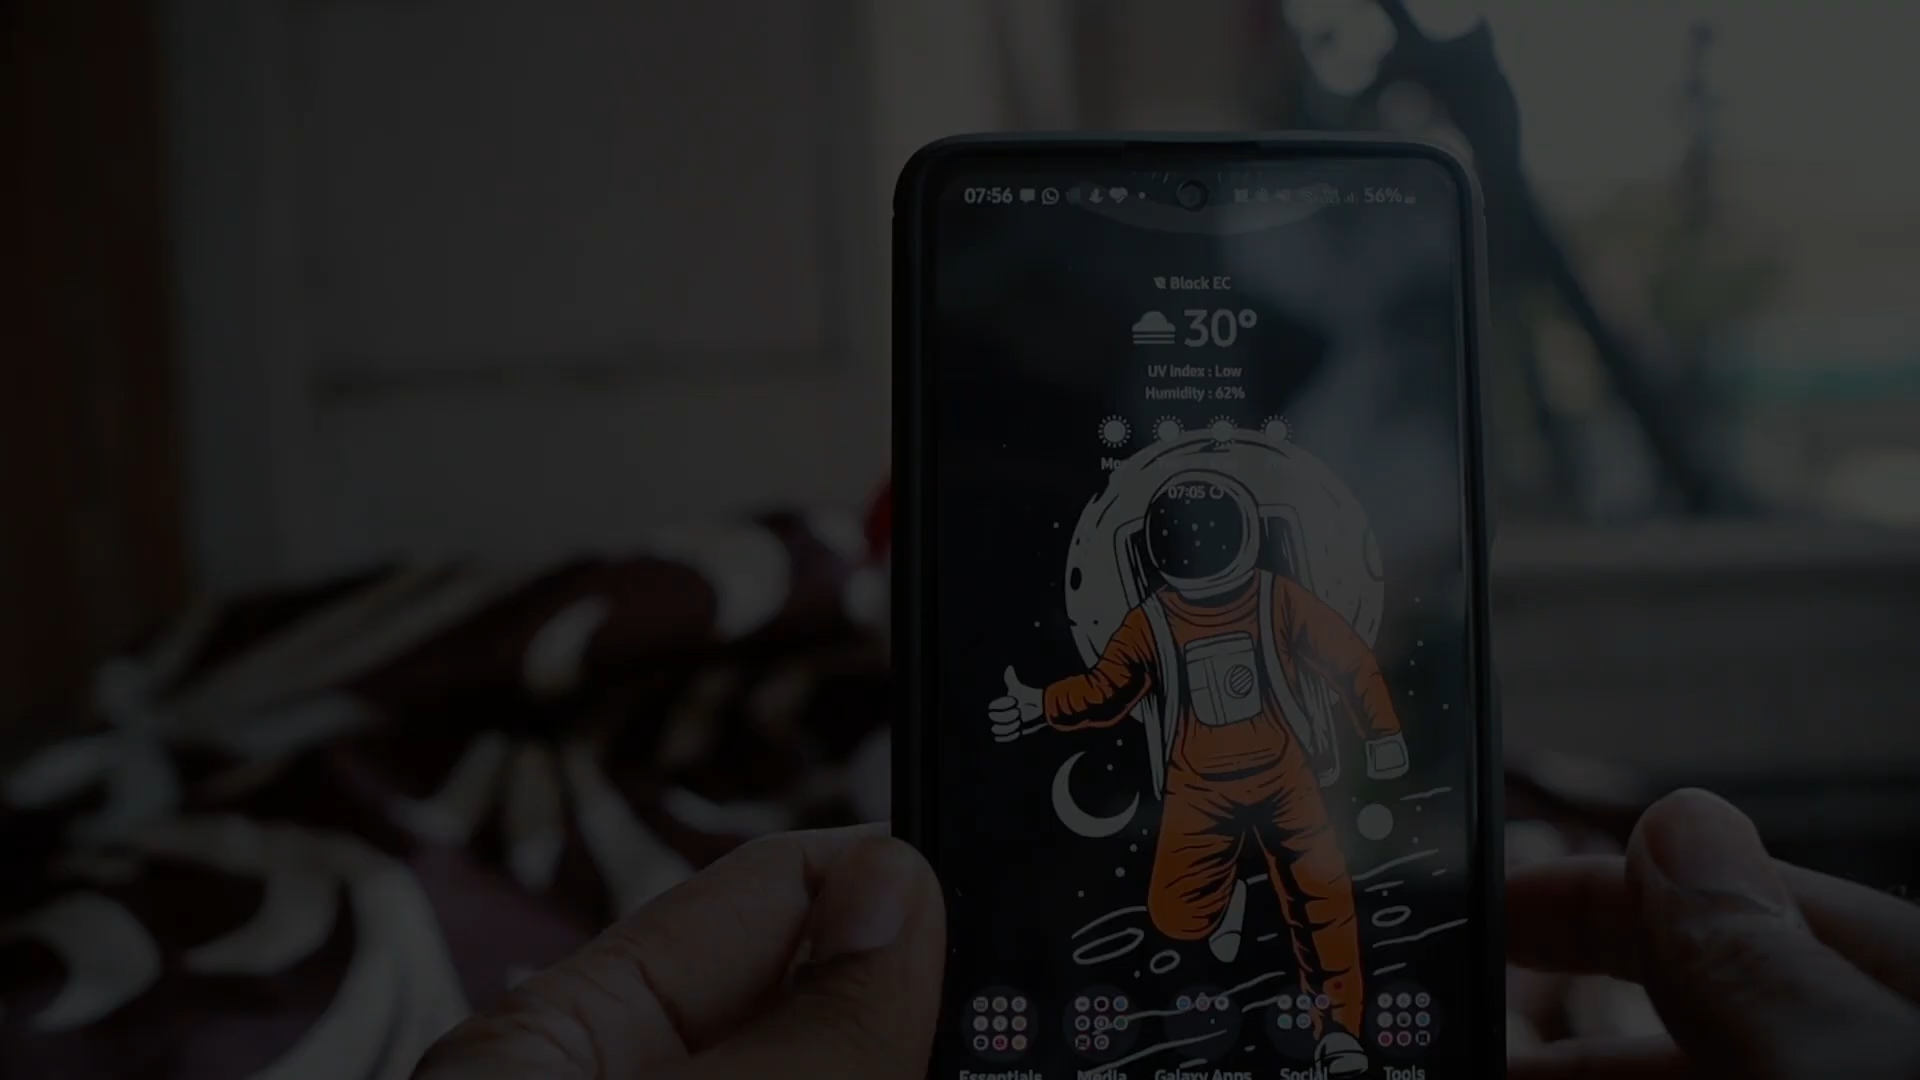 07:56 56%
Block EC
30°
UV Index : Low
Humidity : 62%
Mon
07:05
Essentials Media Galaxy Apps Social Tools